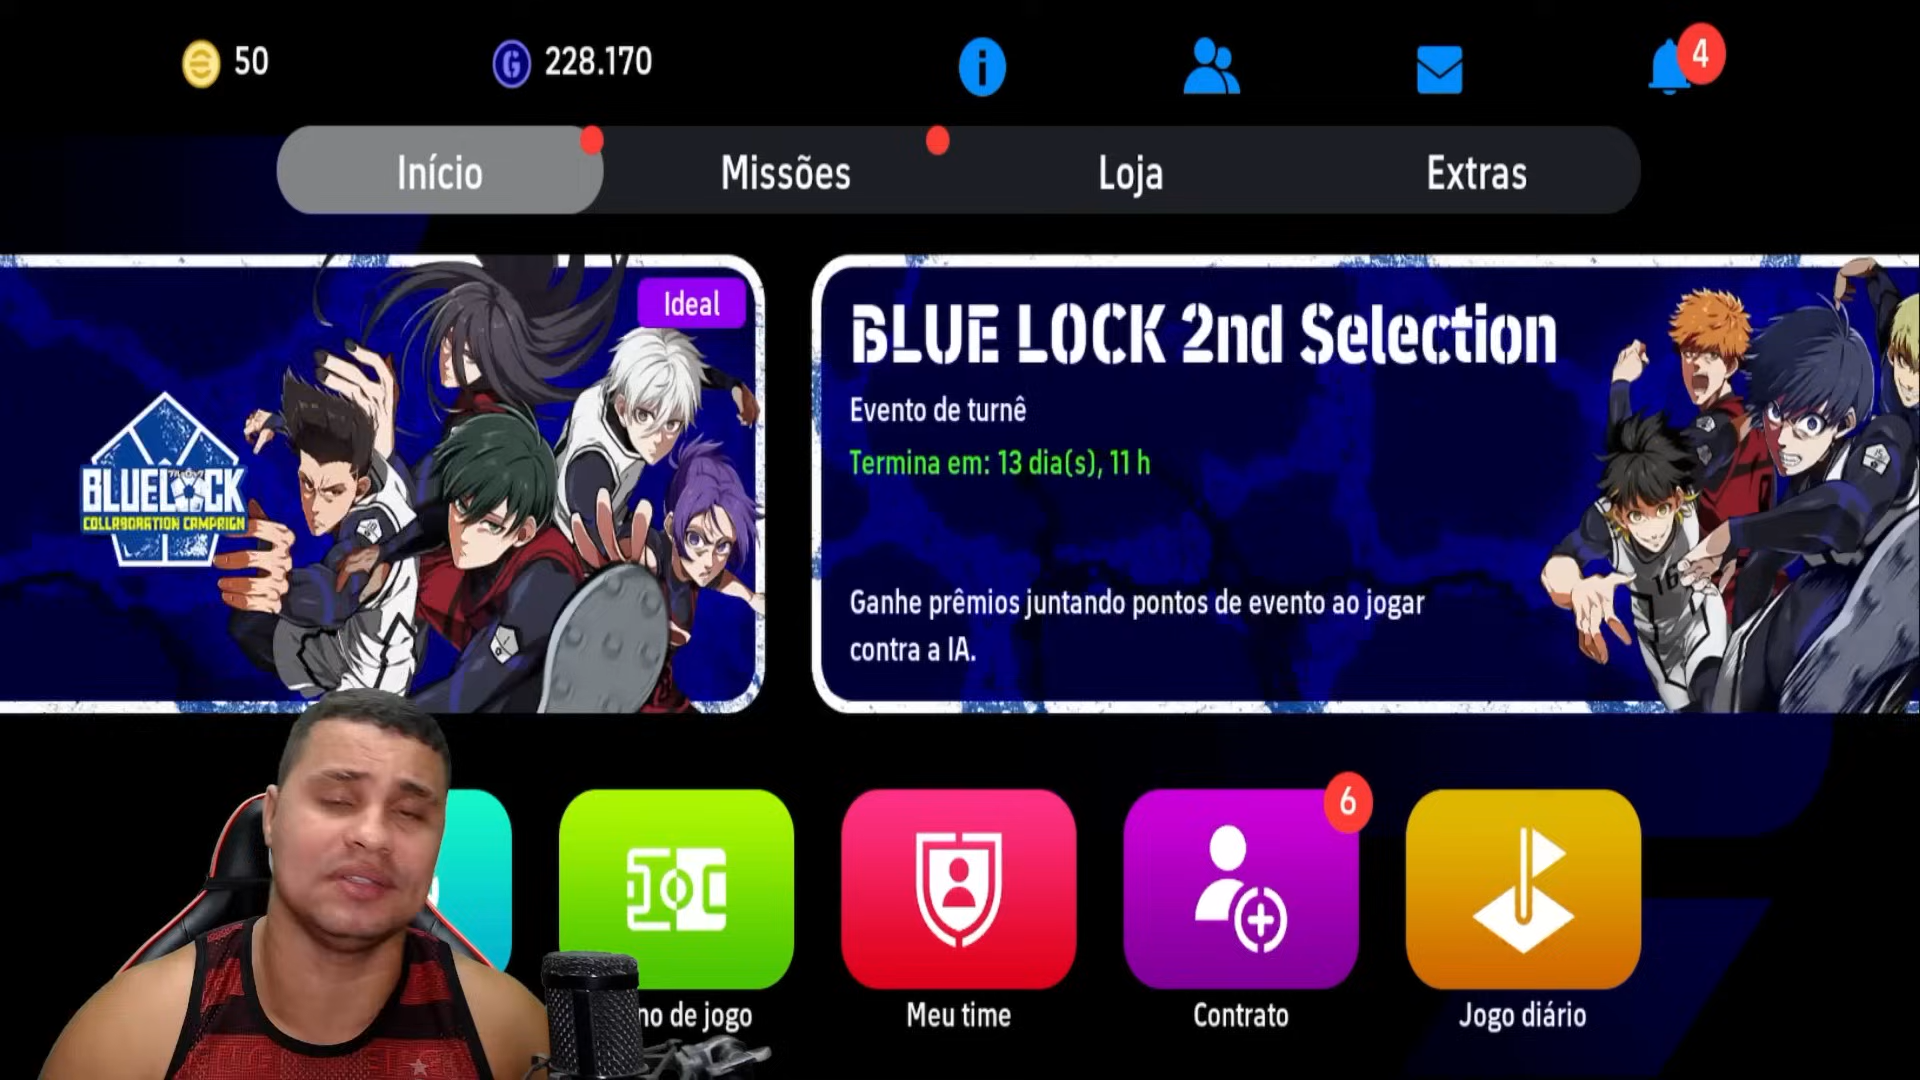 50
228.170
4
Início
Missões
Loja
Extras
Ideal
BLUELOCK
COLLABORATION CAMPAIGN
BLUE LOCK 2nd Selection
Evento de turnê
Termina em: 13 dia(s), 11 h
Ganhe prêmios juntando pontos de evento ao jogar
contra a IA.
16
6
no de jogo
Meu time
Contrato
Jogo diário